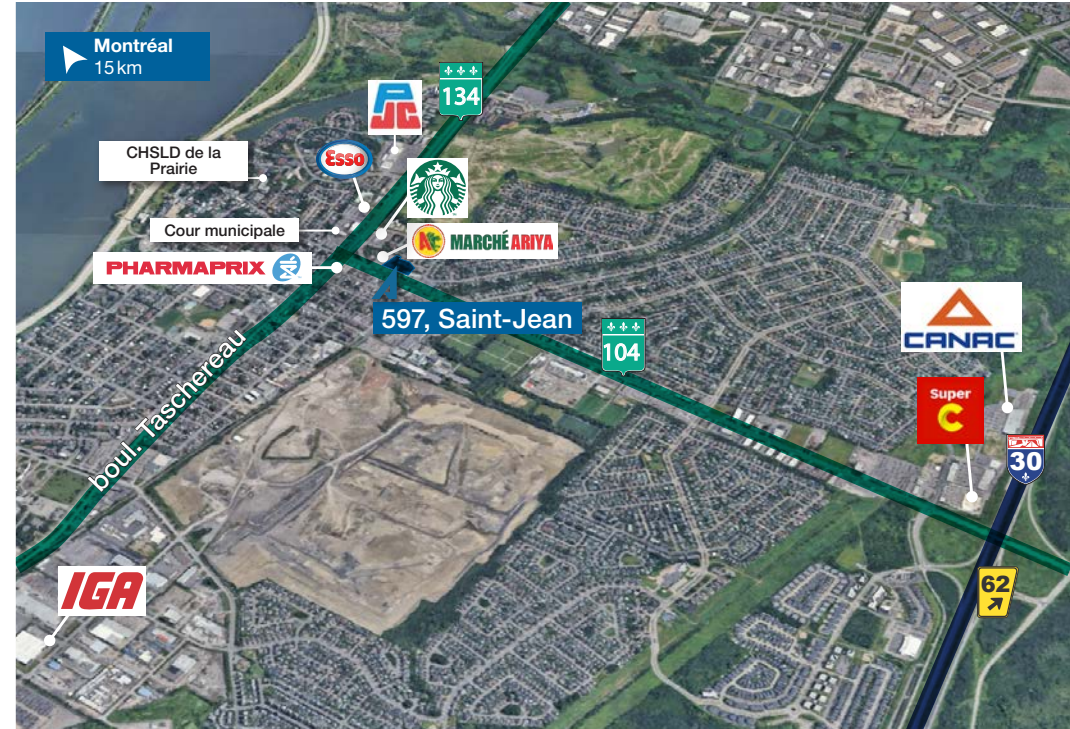 Montréal
15 km
134
PJC
CHSLD de la
Prairie
Esso
Cour municipale
MARCHÉ ARIYA
PHARMAPRIX
597, Saint-Jean
104
CANAC
Super
C
boul. Taschereau
30
IGA
62